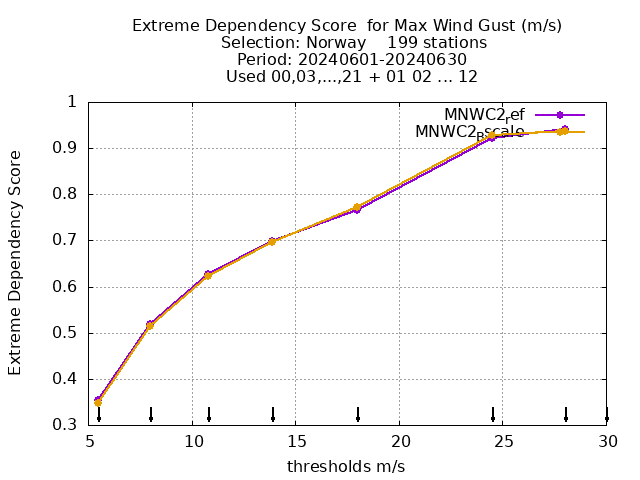 Extreme Dependency Score  for Max Wind Gust (m/s)
Selection: Norway    199 stations
Period: 20240601-20240630
Used 00,03,...,21 + 01 02 ... 12
MNWC2_ref
MNWC2_Bscale
Extreme Dependency Score
1
0.9
0.8
0.7
0.6
0.5
0.4
0.3
5 10 15 20 25 30
thresholds m/s